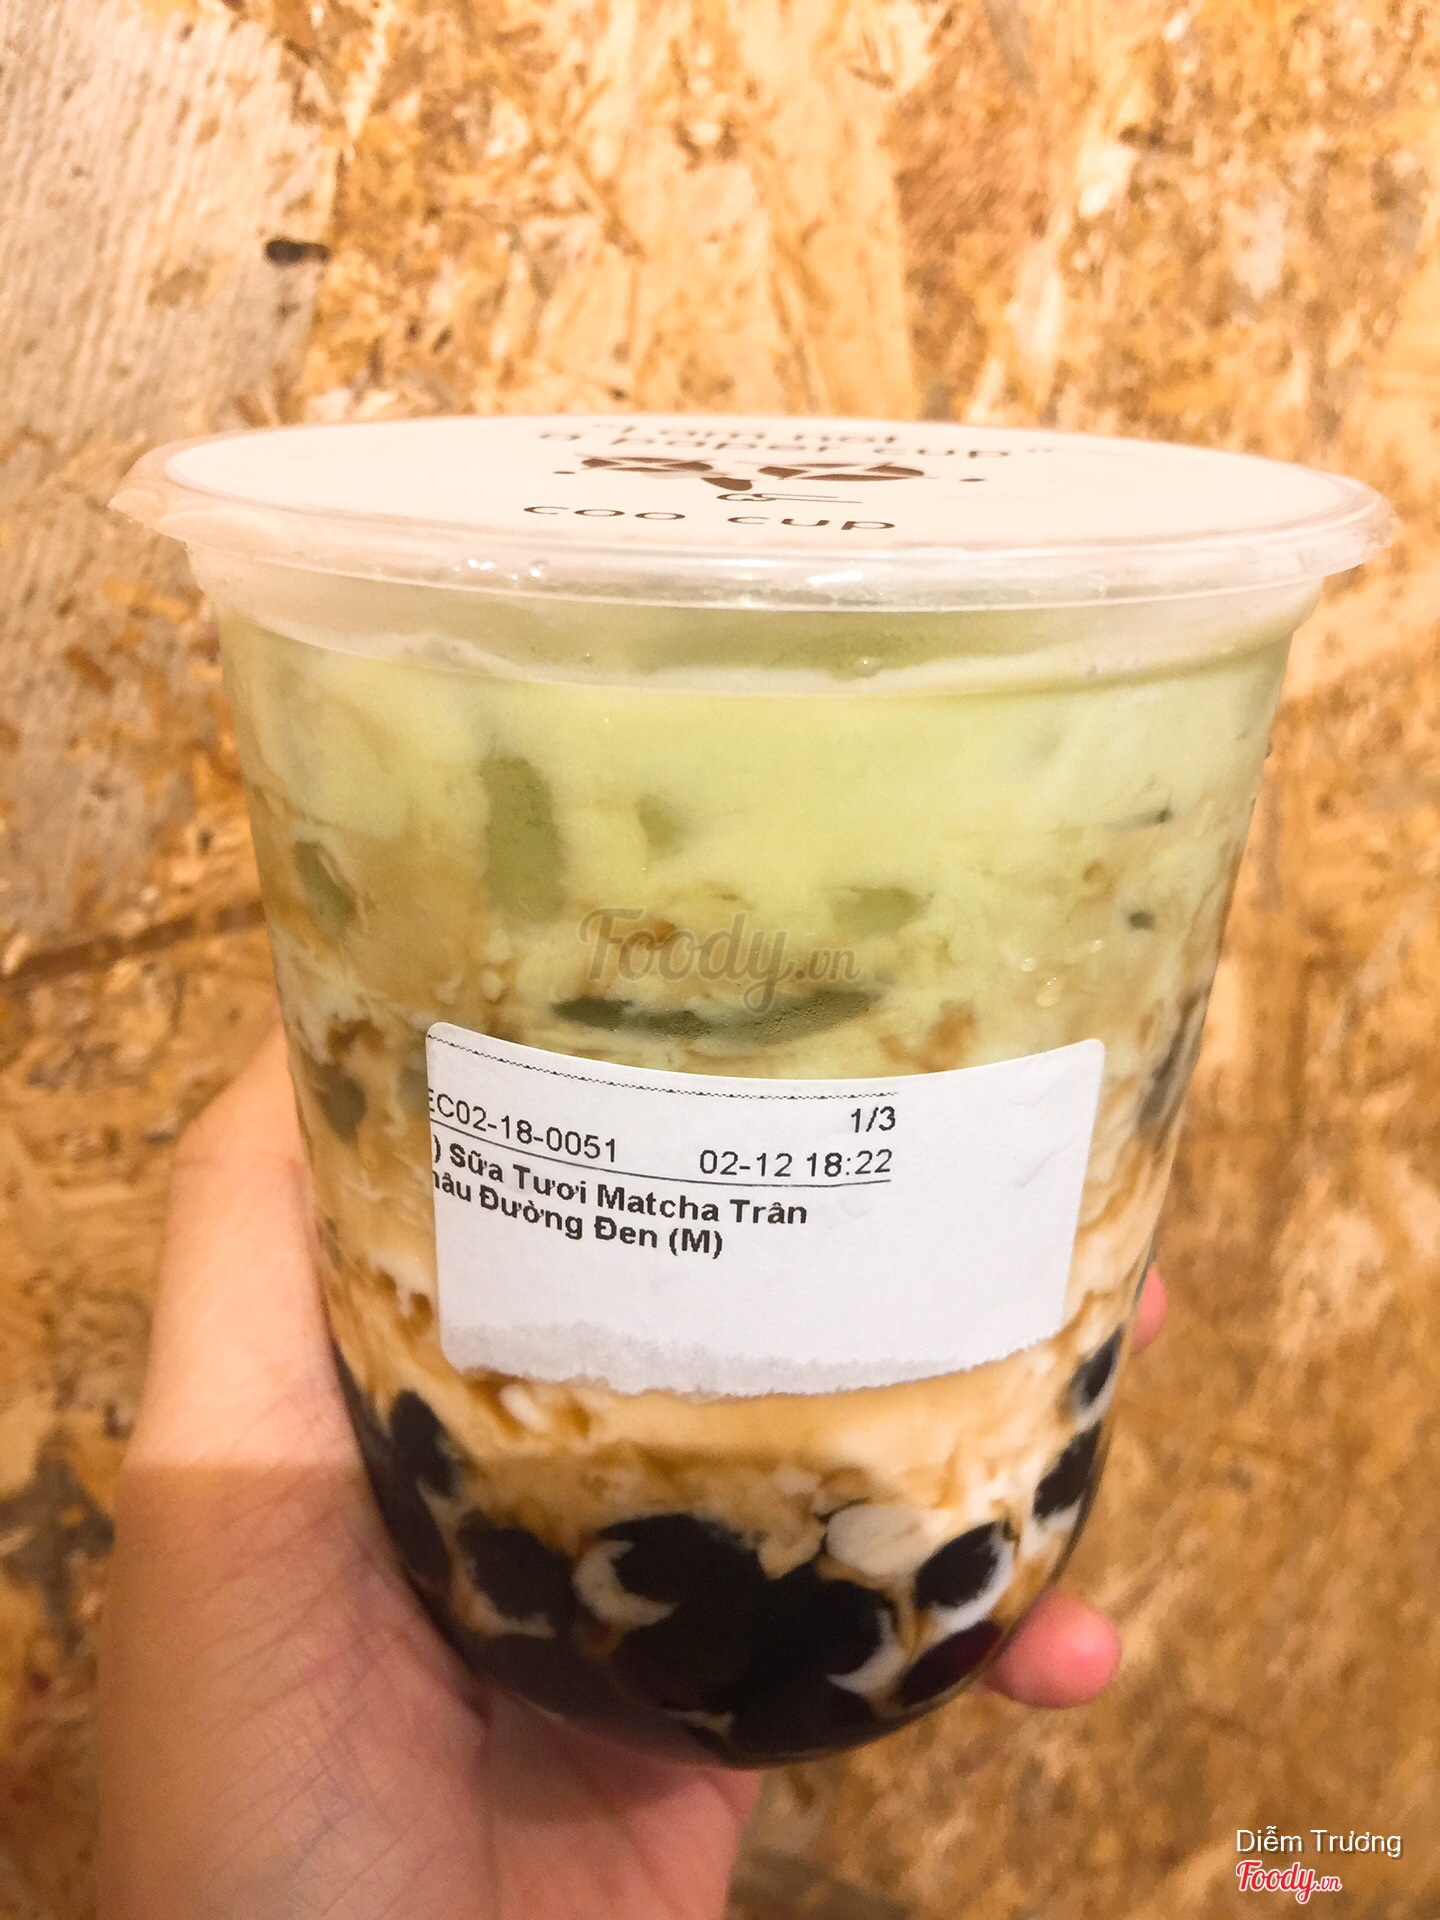 "I am not
a paper cup"
coo cup
Foody.vn
EC02-18-0051 1/3
02-12 18:22
) Sữa Tươi Matcha Trân
hâu Đường Đen (M)
Diễm Trương
Foody.vn